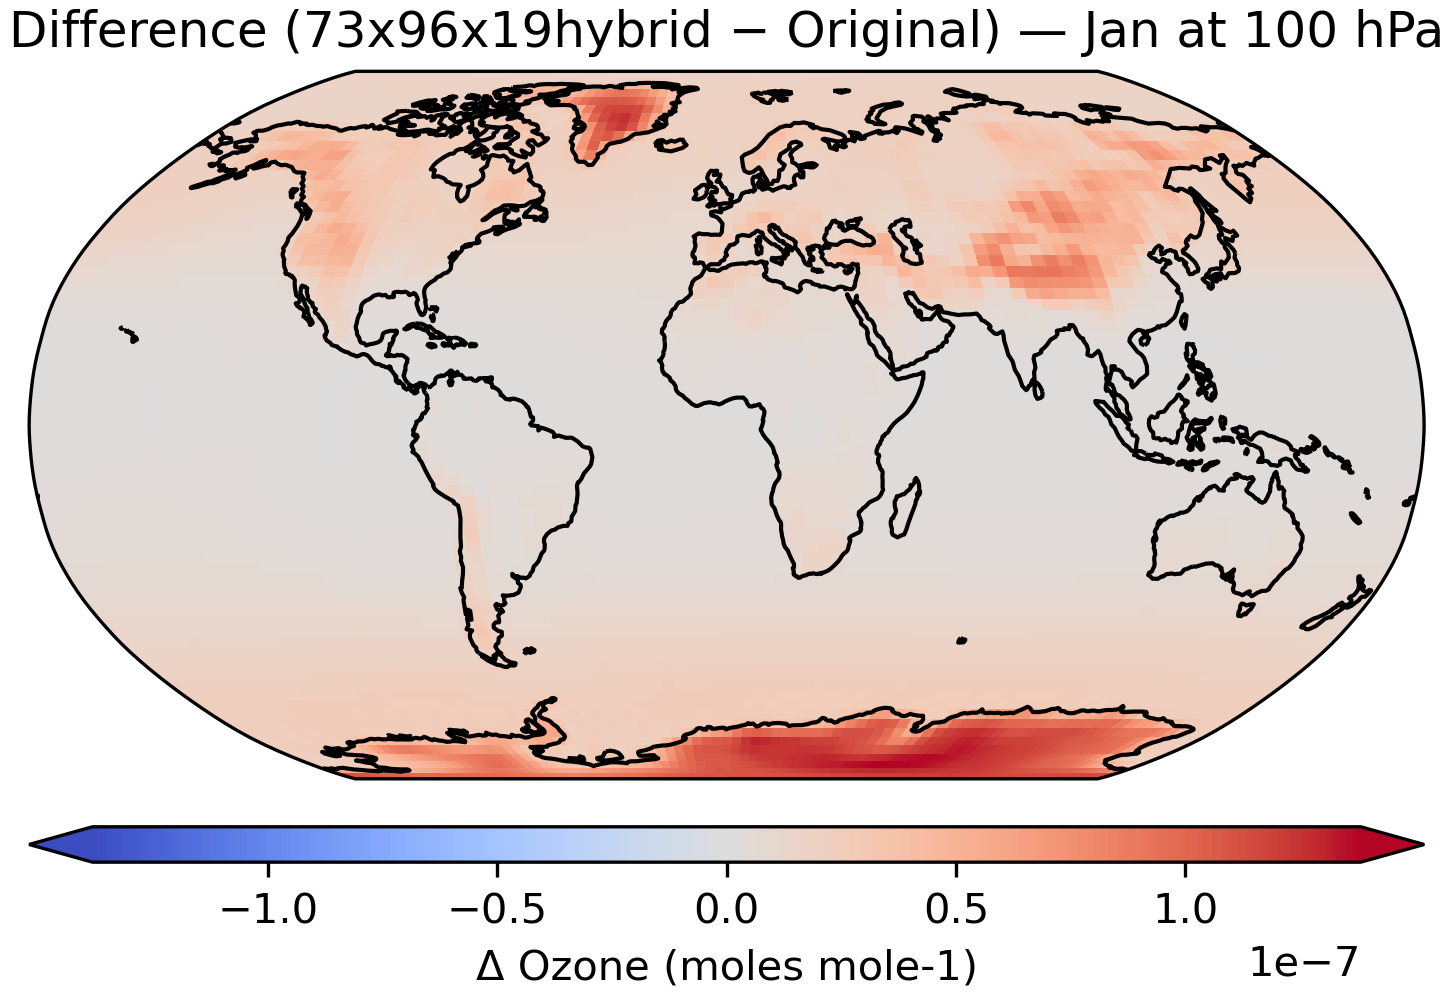 Difference (73x96x19hybrid − Original) — Jan at 100 hPa
−1.0 −0.5 0.0 0.5 1.0
Δ Ozone (moles mole-1)
1e−7